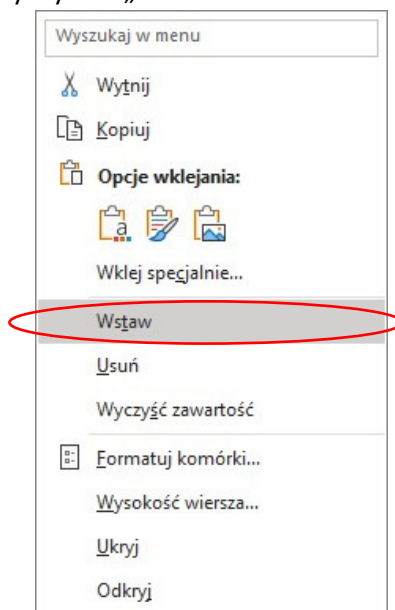 Wyszukaj w menu
Wytnij
Kopiuj
Opcje wklejania:
Wklej specjalnie...
Wstaw
Usuń
Wyczyść zawartość
Formatuj komórki...
Wysokość wiersza...
Ukryj
Odkryj